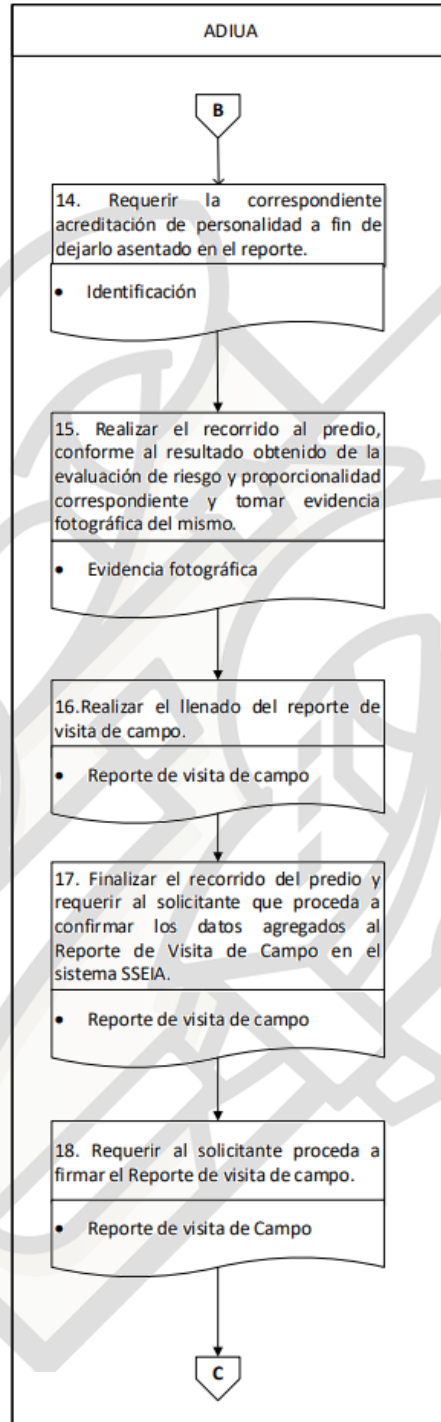 ADIUA
B
14. Requerir la correspondiente
acreditación de personalidad a fin de
dejarlo asentado en el reporte.
• Identificación
15. Realizar el recorrido al predio,
conforme al resultado obtenido de la
evaluación de riesgo y proporcionalidad
correspondiente y tomar evidencia
fotográfica del mismo.
• Evidencia fotográfica
16.Realizar el llenado del reporte de
visita de campo.
• Reporte de visita de campo
17. Finalizar el recorrido del predio y
requerir al solicitante que proceda a
confirmar los datos agregados al
Reporte de Visita de Campo en el
sistema SSEIA.
• Reporte de visita de campo
18. Requerir al solicitante proceda a
firmar el Reporte de visita de campo.
• Reporte de visita de Campo
C